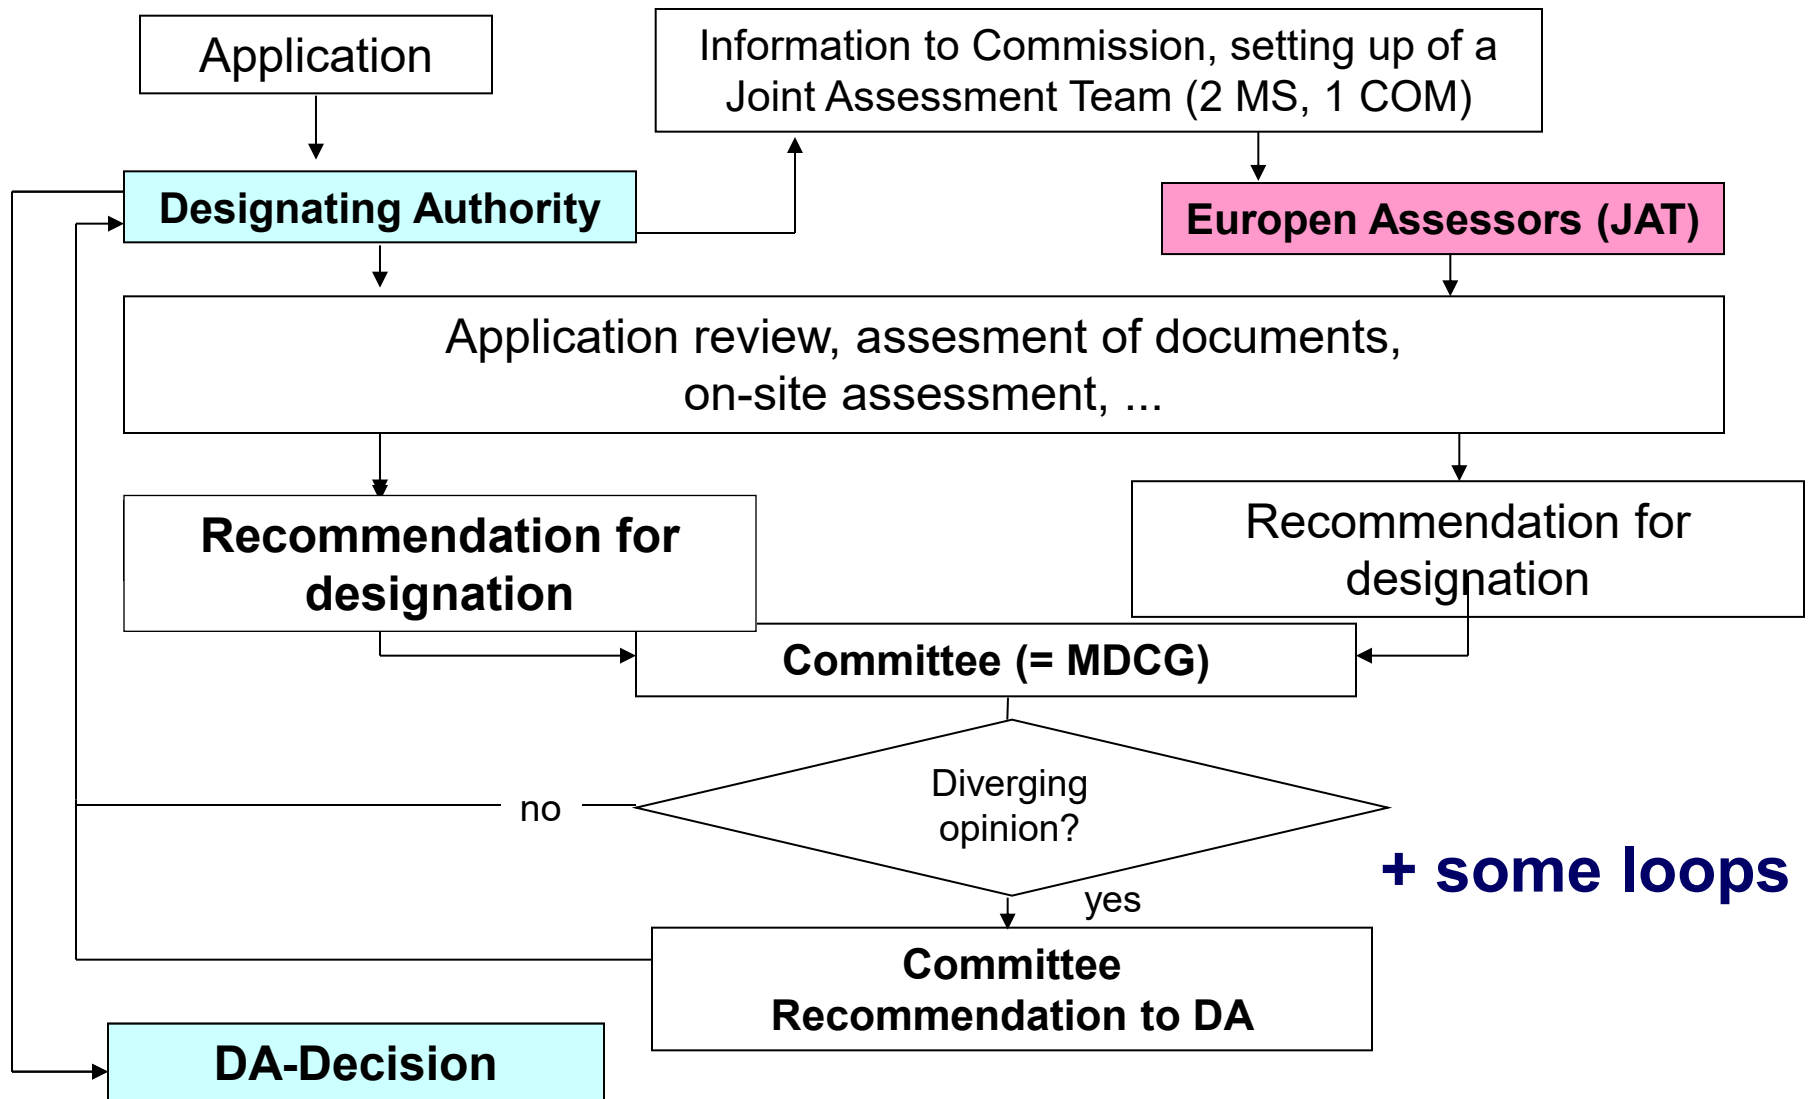 Application
Information to Commission, setting up of a
Joint Assessment Team (2 MS, 1 COM)
Designating Authority
Europen Assessors (JAT)
Application review, assesment of documents,
on-site assessment, ...
Recommendation for
designation
Recommendation for
designation
Committee (= MDCG)
Diverging
opinion?
no
+ some loops
yes
Committee
Recommendation to DA
DA-Decision